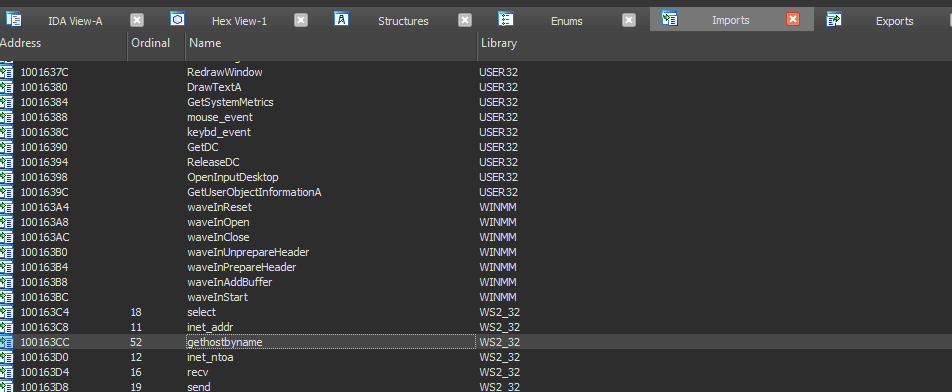 IDA View-A Hex View-1 Structures Enums Imports Exports
Address Ordinal Name Library
1001637C RedrawWindow USER32
10016380 DrawTextA USER32
10016384 GetSystemMetrics USER32
10016388 mouse_event USER32
1001638C keybd_event USER32
10016390 GetDC USER32
10016394 ReleaseDC USER32
10016398 OpenInputDesktop USER32
1001639C GetUserObjectInformationA USER32
100163A4 waveInReset WINMM
100163A8 waveInOpen WINMM
100163AC waveInClose WINMM
100163B0 waveInUnprepareHeader WINMM
100163B4 waveInPrepareHeader WINMM
100163B8 waveInAddBuffer WINMM
100163BC waveInStart WINMM
100163C4 18 select WS2_32
100163C8 11 inet_addr WS2_32
100163CC 52 gethostbyname WS2_32
100163D0 12 inet_ntoa WS2_32
100163D4 16 recv WS2_32
100163D8 19 send WS2_32